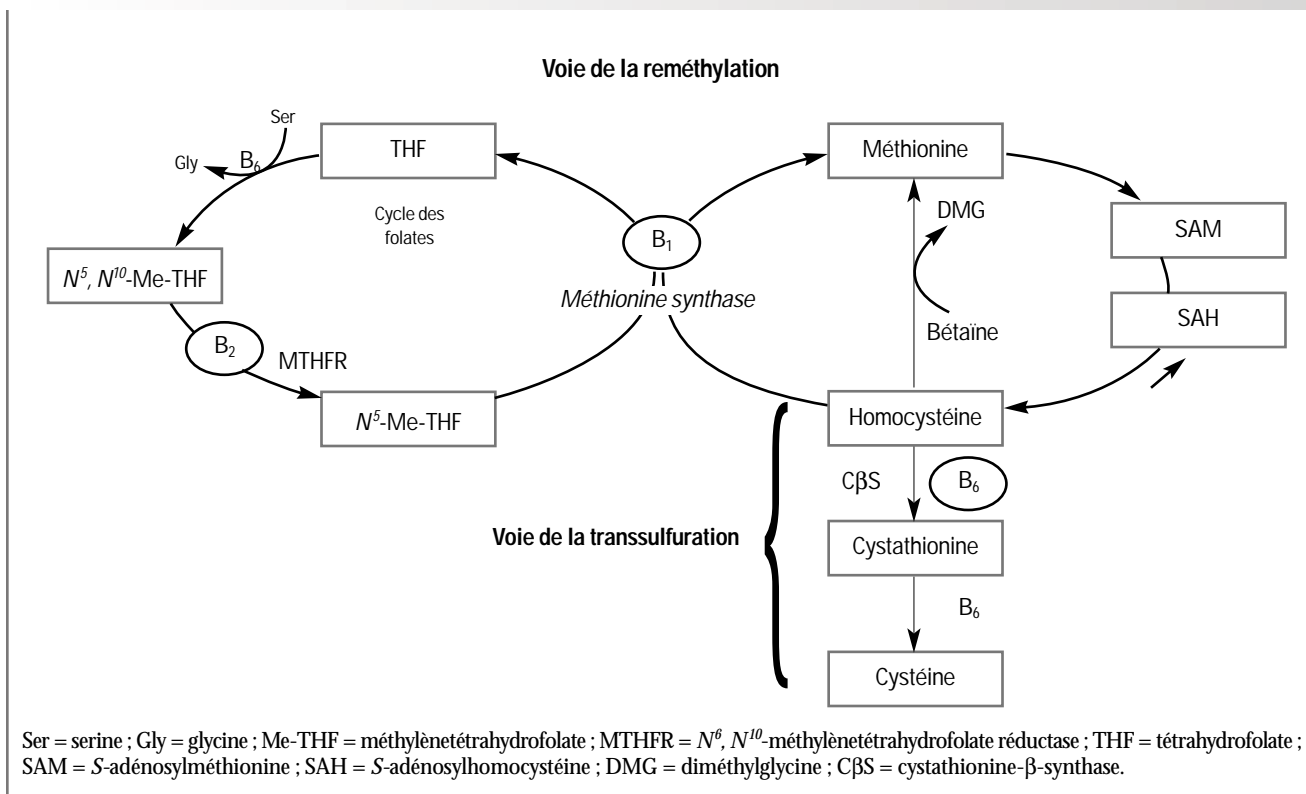 Voie de la reméthylation
Ser
Gly
B₆
THF
Méthionine
Cycle des
folates
DMG
B₁
SAM
N⁵, N¹⁰-Me-THF
Méthionine synthase
SAH
Bétaïne
B₂
MTHFR
N⁵-Me-THF
Homocystéine
CβS
B₆
Voie de la transsulfuration
Cystathionine
B₆
Cystéine
Ser = serine ; Gly = glycine ; Me-THF = méthylènetétrahydrofolate ; MTHFR = N⁶, N¹⁰-méthylènetétrahydrofolate réductase ; THF = tétrahydrofolate ;
SAM = S-adénosylméthionine ; SAH = S-adénosylhomocystéine ; DMG = diméthylglycine ; CβS = cystathionine-β-synthase.